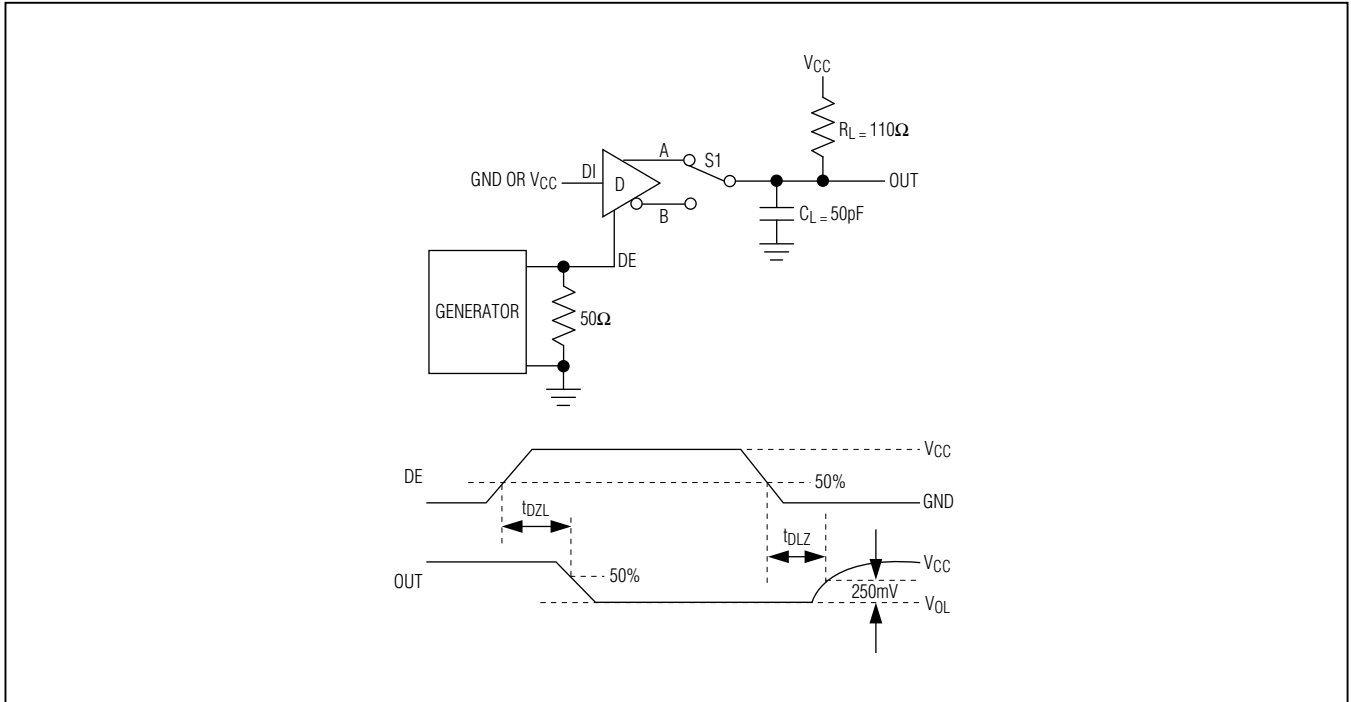 VCC
RL = 110Ω
A
S1
DI
GND OR VCC
D
OUT
B
CL = 50pF
DE
GENERATOR
50Ω
VCC
DE
50%
GND
tDZL
tDLZ
VCC
OUT
50%
250mV
VOL